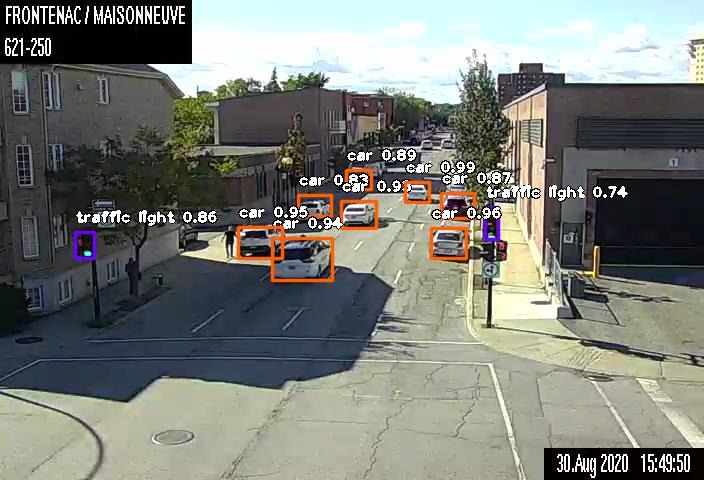 FRONTENAC / MAISONNEUVE
621-250
car 0.89
car 0.99
car 0.83
car 0.87
traffic light 0.74
traffic light 0.86
car 0.95
car 0.96
car 0.94
30.Aug 2020 15:49:50